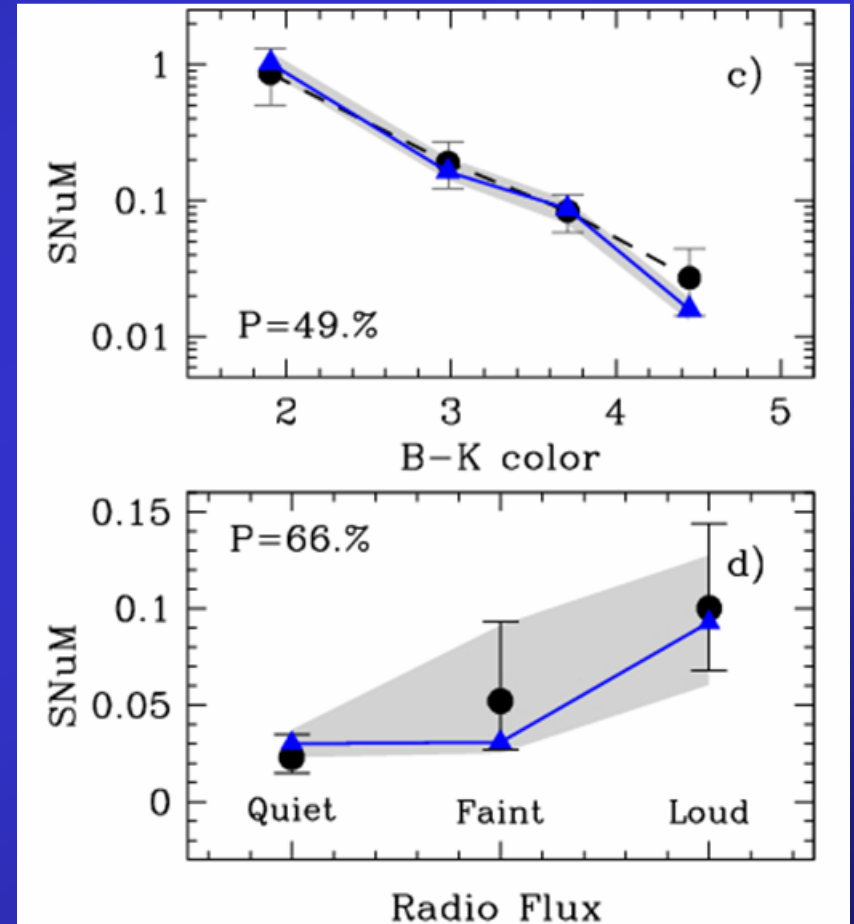 c)
1
0.1
0.01
SNuM
P=49.%
2 3 4 5
B-K color
P=66.%
d)
0.15
0.1
0.05
0
SNuM
Quiet Faint Loud
Radio Flux